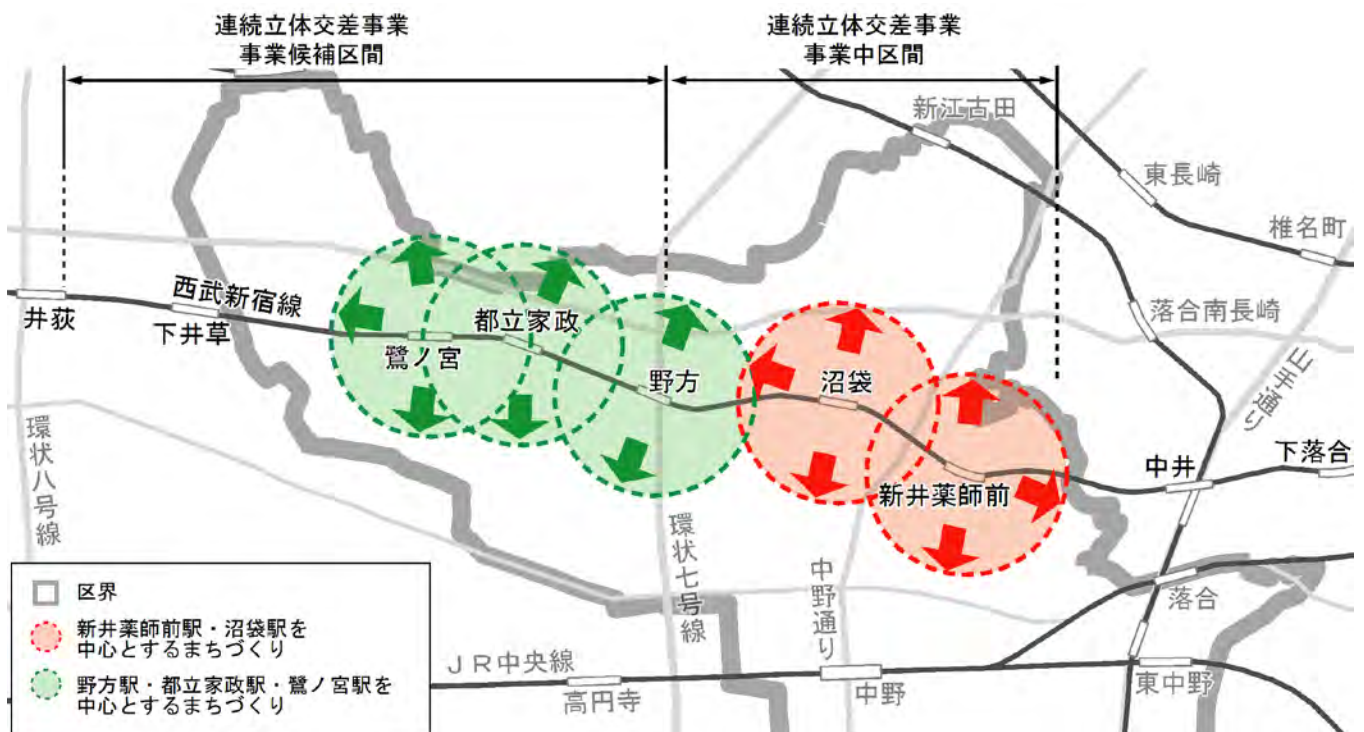 連続立体交差事業
事業候補区間
連続立体交差事業
事業中区間
新江古田
東長崎
椎名町
西武新宿線
都立家政
落合南長崎
井荻
下井草
鷺ノ宮
野方
沼袋
山手通り
環状八号線
新井薬師前
中井
下落合
環状七号線
中野通り
落合
区界
新井薬師前駅・沼袋駅を
中心とするまちづくり
野方駅・都立家政駅・鷺ノ宮駅を
中心とするまちづくり
JR中央線
高円寺
中野
東中野